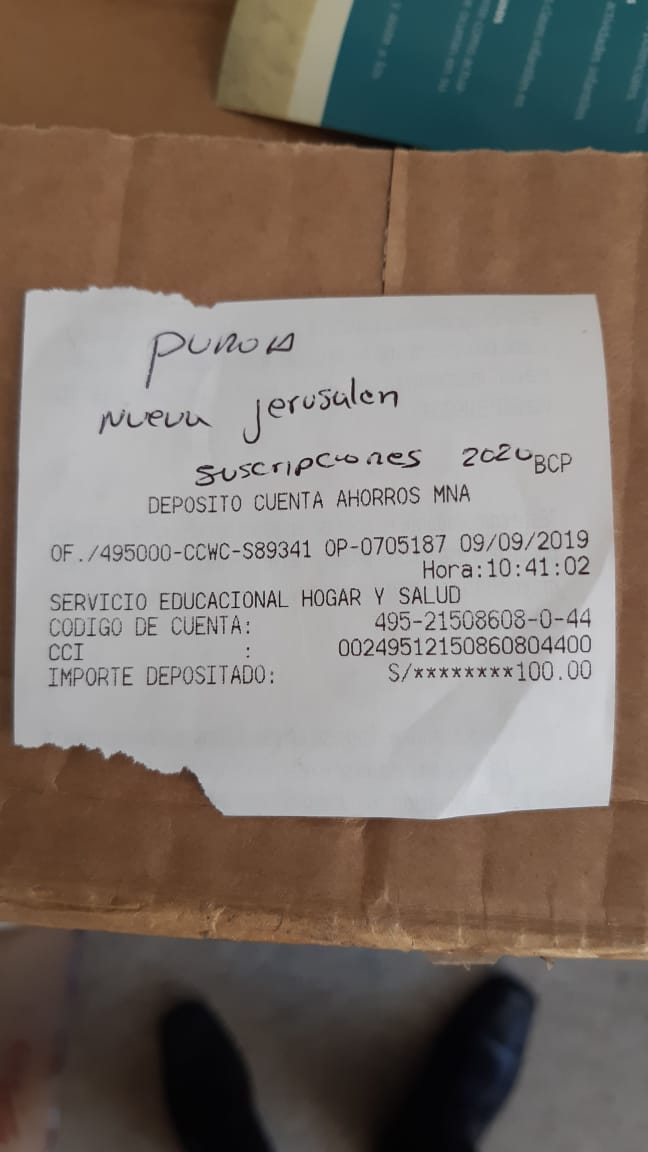 nueva jerusalen
suscripciones 2020
BCP
DEPOSITO CUENTA AHORROS MNA
OF./495000-CCWC-S89341 OP-0705187 09/09/2019
Hora:10:41:02
SERVICIO EDUCACIONAL HOGAR Y SALUD
CODIGO DE CUENTA: 495-21508608-0-44
CCI : 00249512150860804400
IMPORTE DEPOSITADO: S/********100.00